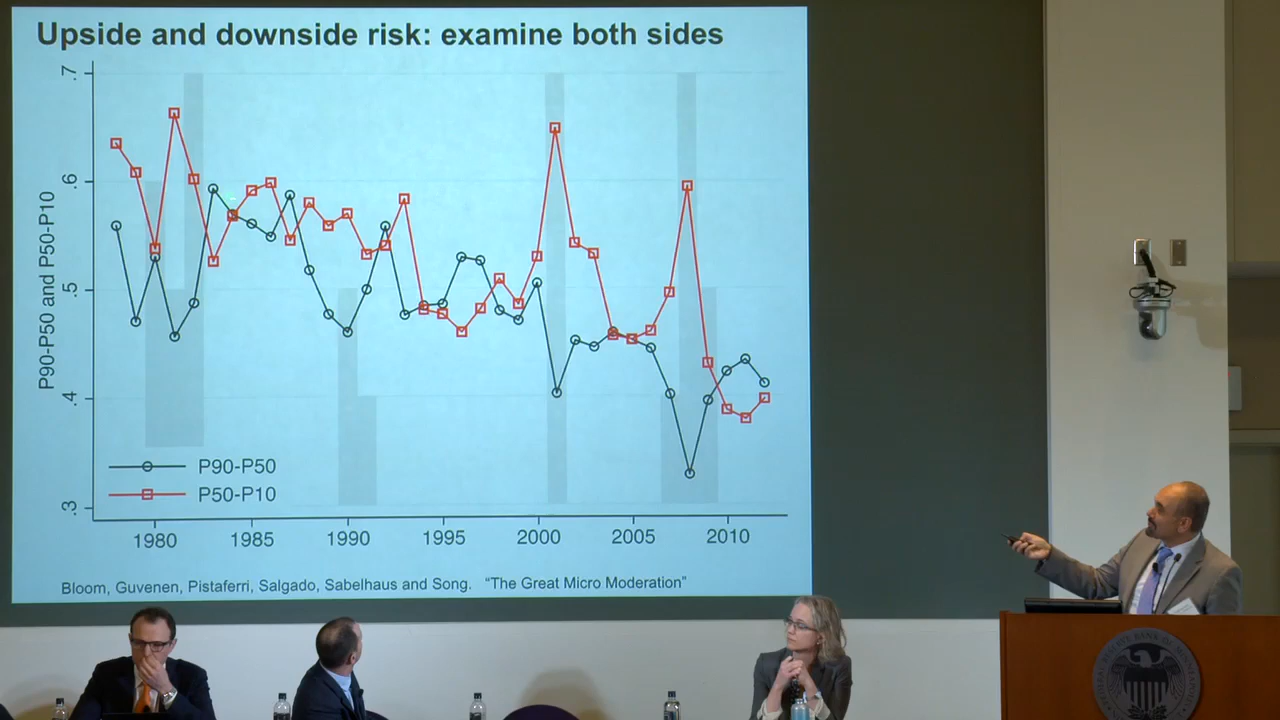 Upside and downside risk: examine both sides
P90-P50 and P50-P10
.7
.6
.5
.4
.3
P90-P50
P50-P10
1980 1985 1990 1995 2000 2005 2010
Bloom, Guvenen, Pistaferri, Salgado, Sabelhaus and Song. “The Great Micro Moderation”